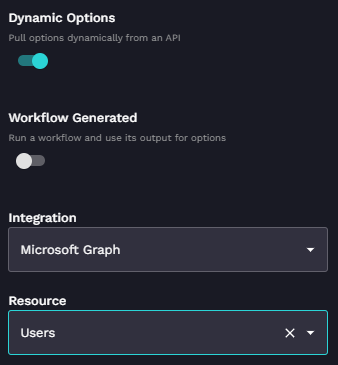 Dynamic Options
Pull options dynamically from an API
Workflow Generated
Run a workflow and use its output for options
Integration
Microsoft Graph
Resource
Users